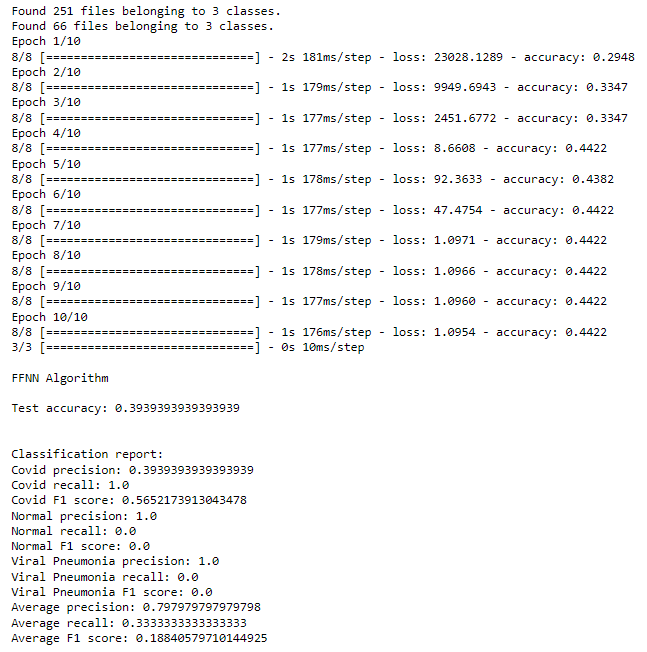 Found 251 files belonging to 3 classes.
Found 66 files belonging to 3 classes.
Epoch 1/10
8/8 [==============================] - 2s 181ms/step - loss: 23028.1289 - accuracy: 0.2948
Epoch 2/10
8/8 [==============================] - 1s 179ms/step - loss: 9949.6943 - accuracy: 0.3347
Epoch 3/10
8/8 [==============================] - 1s 177ms/step - loss: 2451.6772 - accuracy: 0.3347
Epoch 4/10
8/8 [==============================] - 1s 177ms/step - loss: 8.6608 - accuracy: 0.4422
Epoch 5/10
8/8 [==============================] - 1s 178ms/step - loss: 92.3633 - accuracy: 0.4382
Epoch 6/10
8/8 [==============================] - 1s 177ms/step - loss: 47.4754 - accuracy: 0.4422
Epoch 7/10
8/8 [==============================] - 1s 179ms/step - loss: 1.0971 - accuracy: 0.4422
Epoch 8/10
8/8 [==============================] - 1s 178ms/step - loss: 1.0966 - accuracy: 0.4422
Epoch 9/10
8/8 [==============================] - 1s 177ms/step - loss: 1.0960 - accuracy: 0.4422
Epoch 10/10
8/8 [==============================] - 1s 176ms/step - loss: 1.0954 - accuracy: 0.4422
3/3 [==============================] - 0s 10ms/step
FFNN Algorithm
Test accuracy: 0.3939393939393939
Classification report:
Covid precision: 0.3939393939393939
Covid recall: 1.0
Covid F1 score: 0.5652173913043478
Normal precision: 1.0
Normal recall: 0.0
Normal F1 score: 0.0
Viral Pneumonia precision: 1.0
Viral Pneumonia recall: 0.0
Viral Pneumonia F1 score: 0.0
Average precision: 0.797979797979798
Average recall: 0.3333333333333333
Average F1 score: 0.18840579710144925